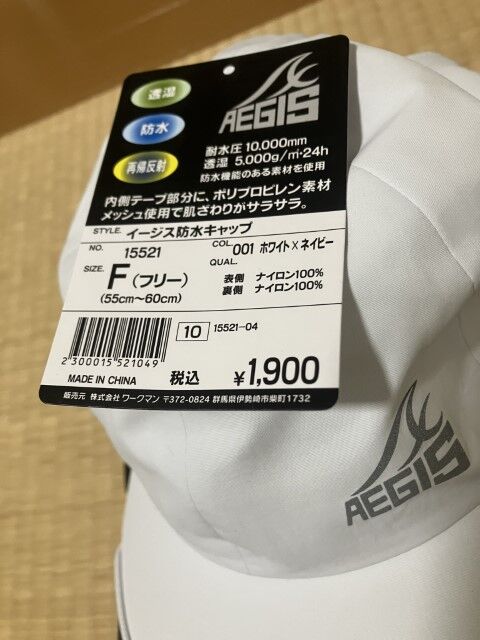 透湿
防水
再帰反射
AEGIS
耐水圧 10,000mm
透湿 5,000g/㎡・24h
防水機能のある素材を使用
内側テープ部分に、ポリプロピレン素材
メッシュ使用で肌ざわりがサラサラ。
STYLE. イージス防水キャップ
NO. 15521
COL. 001 ホワイト×ネイビー
SIZE. F (フリー)
(55cm～60cm)
QUAL.
表側 ナイロン100%
裏側 ナイロン100%
10 15521-04
2300015521049
MADE IN CHINA
税込 ¥1,900
販売元 株式会社ワークマン 〒372-0824 群馬県伊勢崎市柴町1732
AEGIS